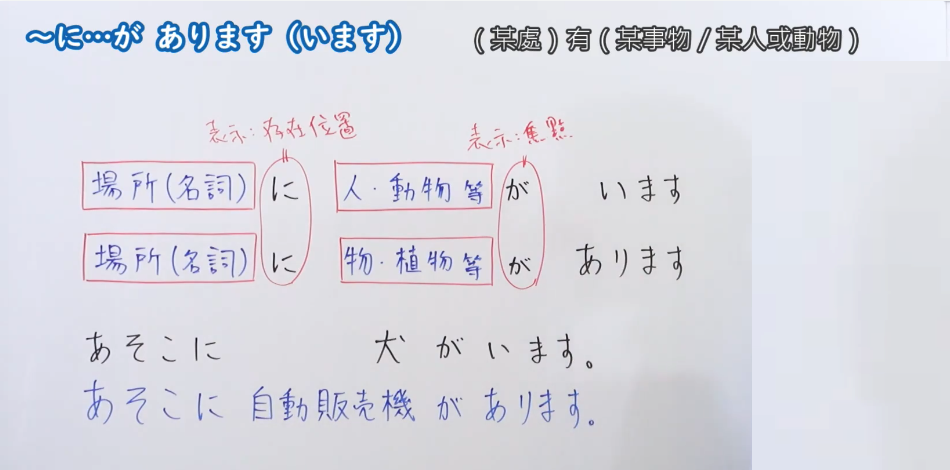 ～に…が あります（います）
（某處）有（某事物/某人或動物）
表示：存在位置
表示：焦點
場所(名詞) に 人・動物等 が います
場所(名詞) に 物・植物等 が あります
あそこに 犬がいます。
あそこに自動販売機があります。